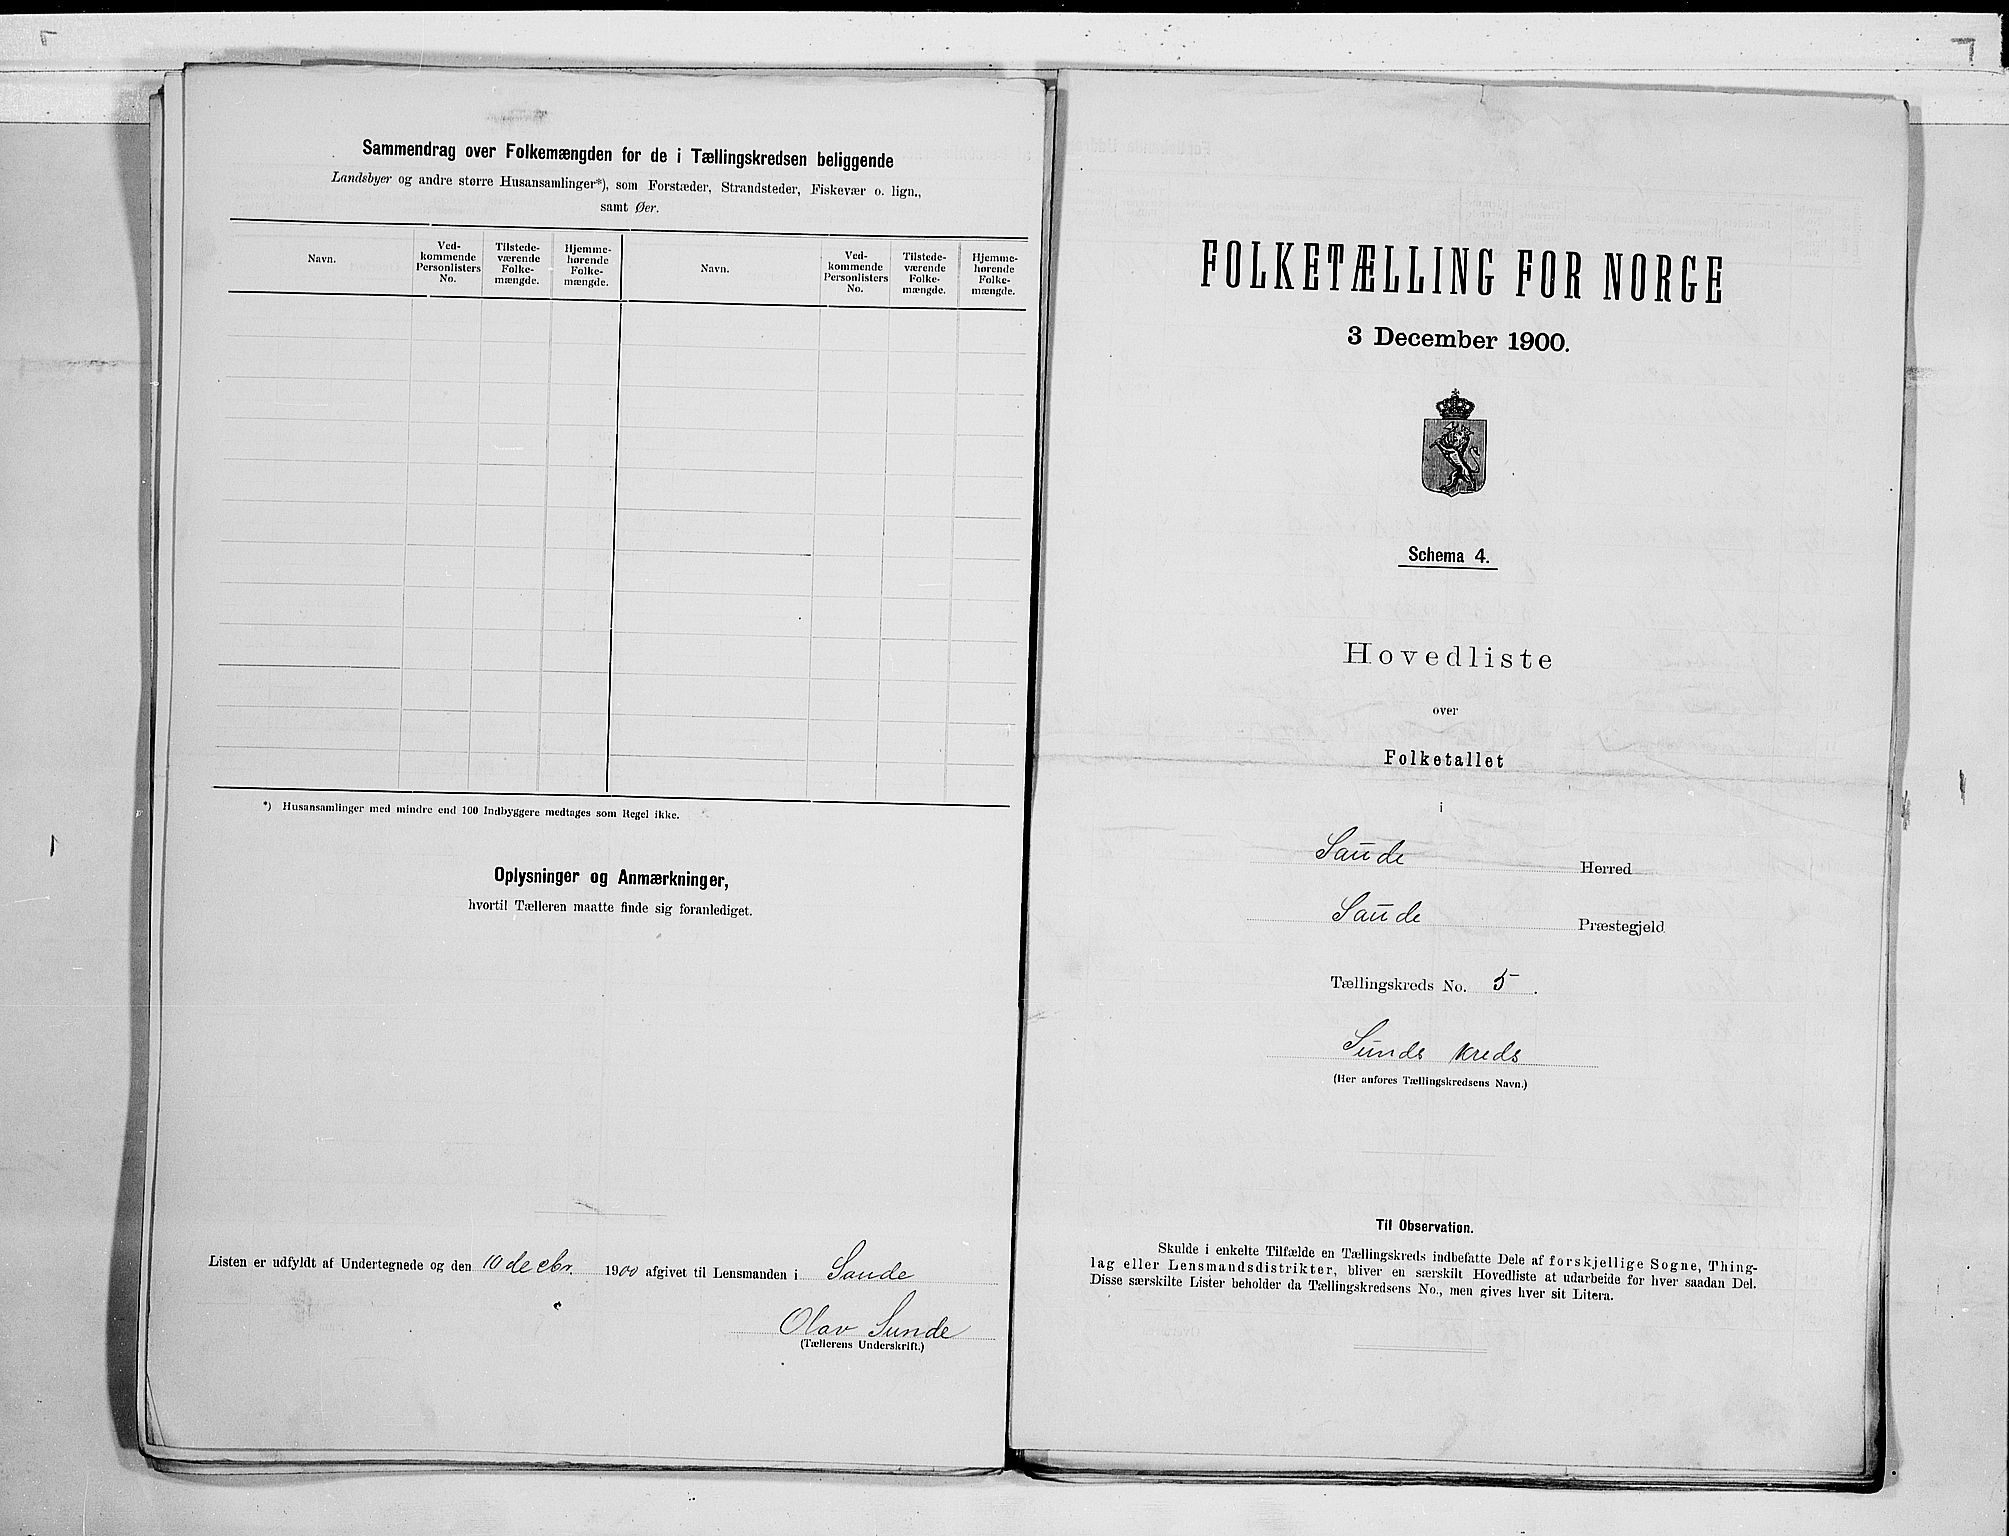 Sammendrag over Folkemængden for de i Tællingskredsen beliggende
Landsbyer og andre større Husansamlinger*), som Forstæder, Strandsteder, Fiskevær o. lign.,
samt Øer.
Navn.
Ved-
kommende
Personlisters
No.
Tilstede-
værende
Folke-
mængde.
Hjemme-
hørende
Folke-
mængde.
Navn.
Ved-
kommende
Personlisters
No.
Tilstede-
værende
Folke-
mængde.
Hjemme-
hørende
Folke-
mængde.
*) Husansamlinger med mindre end 100 Indbyggere medtages som Regel ikke.
Oplysninger og Anmærkninger,
hvortil Tælleren maatte finde sig foranlediget.
Listen er udfyldt af Undertegnede og den 10 decbr. 1900 afgivet til Lensmanden i Saude
Olav Sunde
(Tællerens Underskrift.)
FOLKETÆLLING FOR NORGE
3 December 1900.
Schema 4.
Hovedliste
over
Folketallet
i
Saude Herred
Saude Præstegjeld
Tællingskreds No. 5.
Sunds kreds
(Her anføres Tællingskredsens Navn.)
Til Observation.
Skulde i enkelte Tilfælde en Tællingskreds indbefatte Dele af forskjellige Sogne, Thing-
lag eller Lensmandsdistrikter, bliver en særskilt Hovedliste at udarbeide for hver saadan Del.
Disse særskilte Lister beholder da Tællingskredsens No., men gives hver sit Litera.